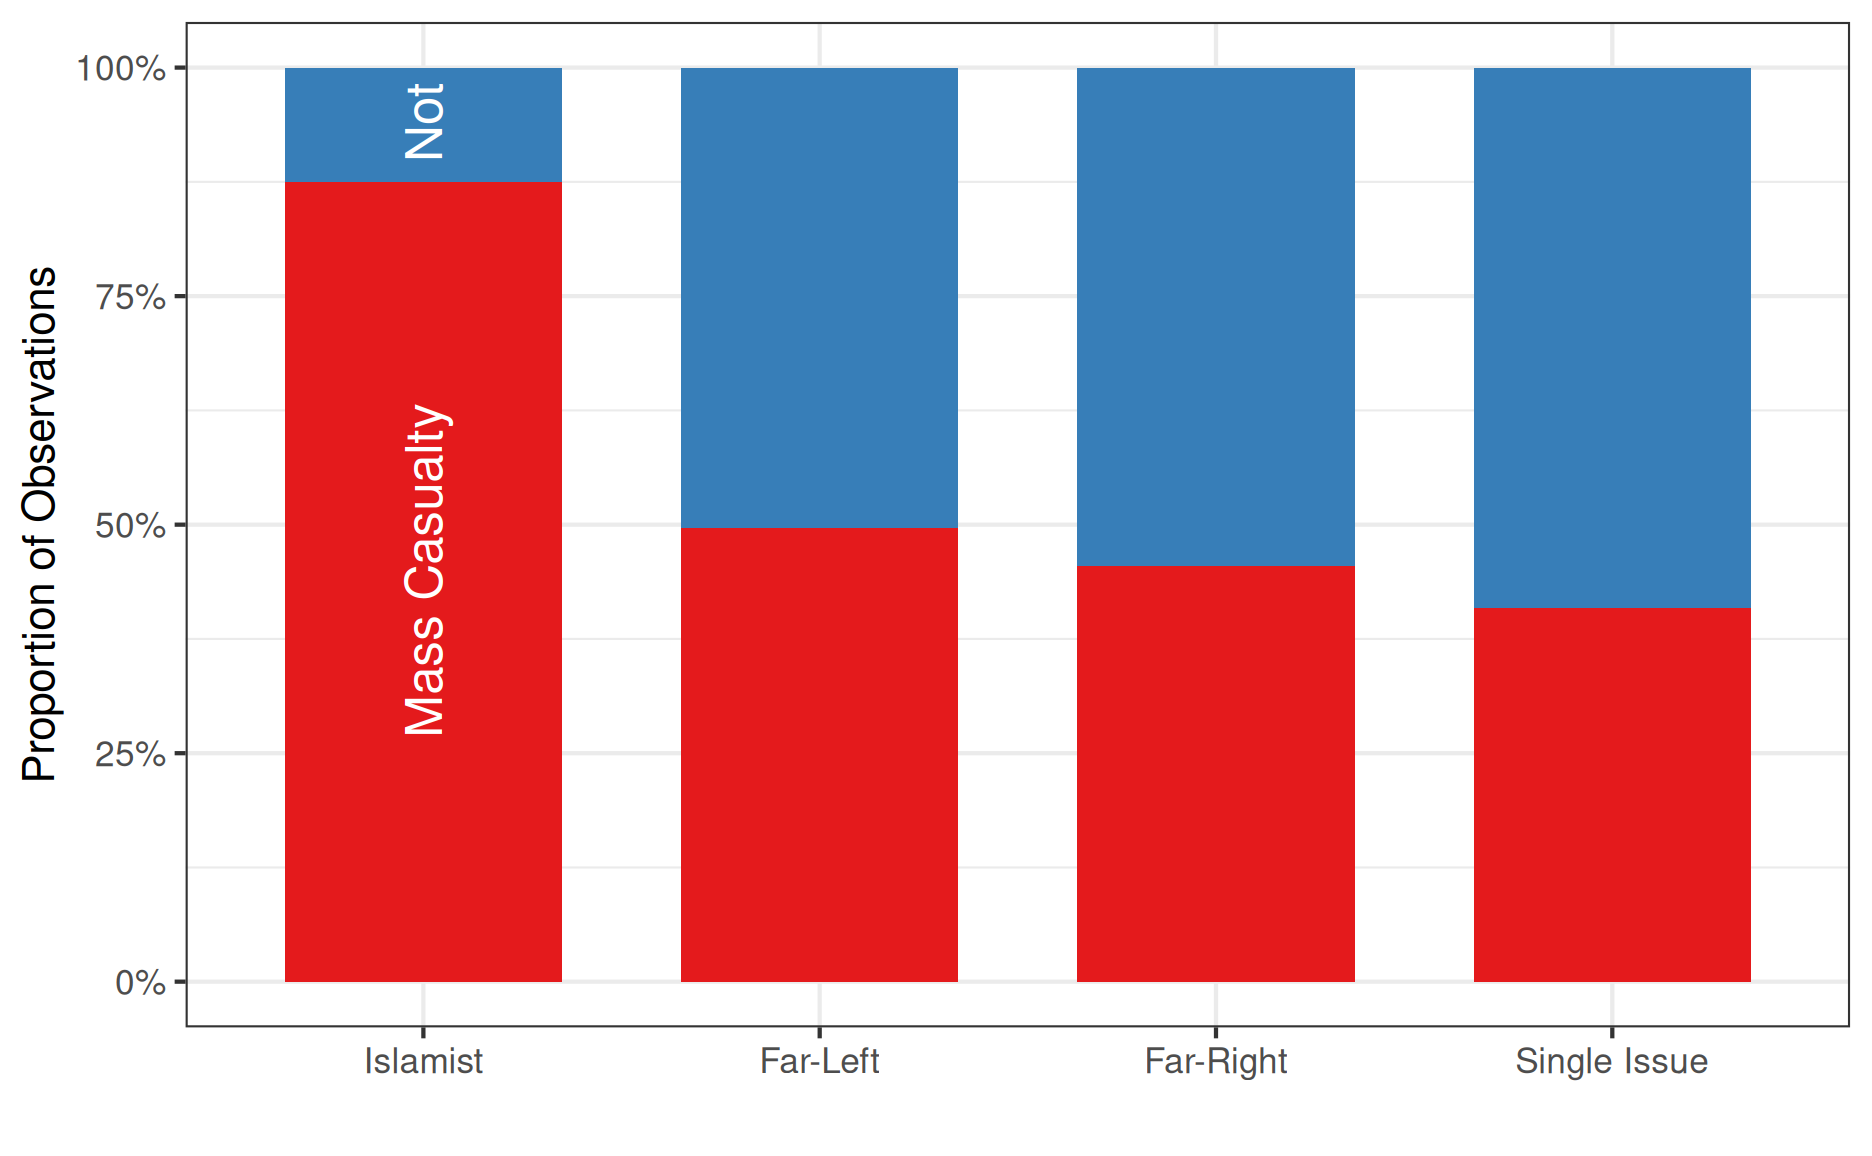 Proportion of Observations
100%
75%
50%
25%
0%
Not
Mass Casualty
Islamist
Far-Left
Far-Right
Single Issue